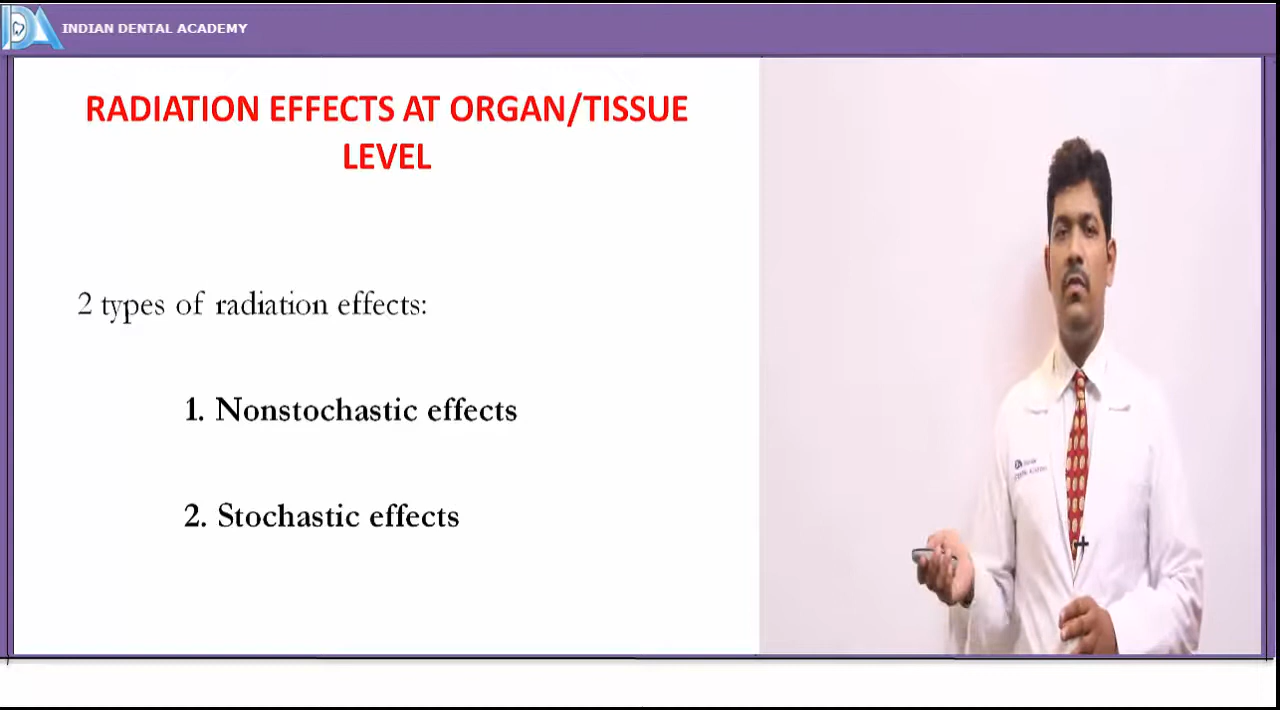 INDIAN DENTAL ACADEMY
RADIATION EFFECTS AT ORGAN/TISSUE
LEVEL
2 types of radiation effects:
1. Nonstochastic effects
2. Stochastic effects